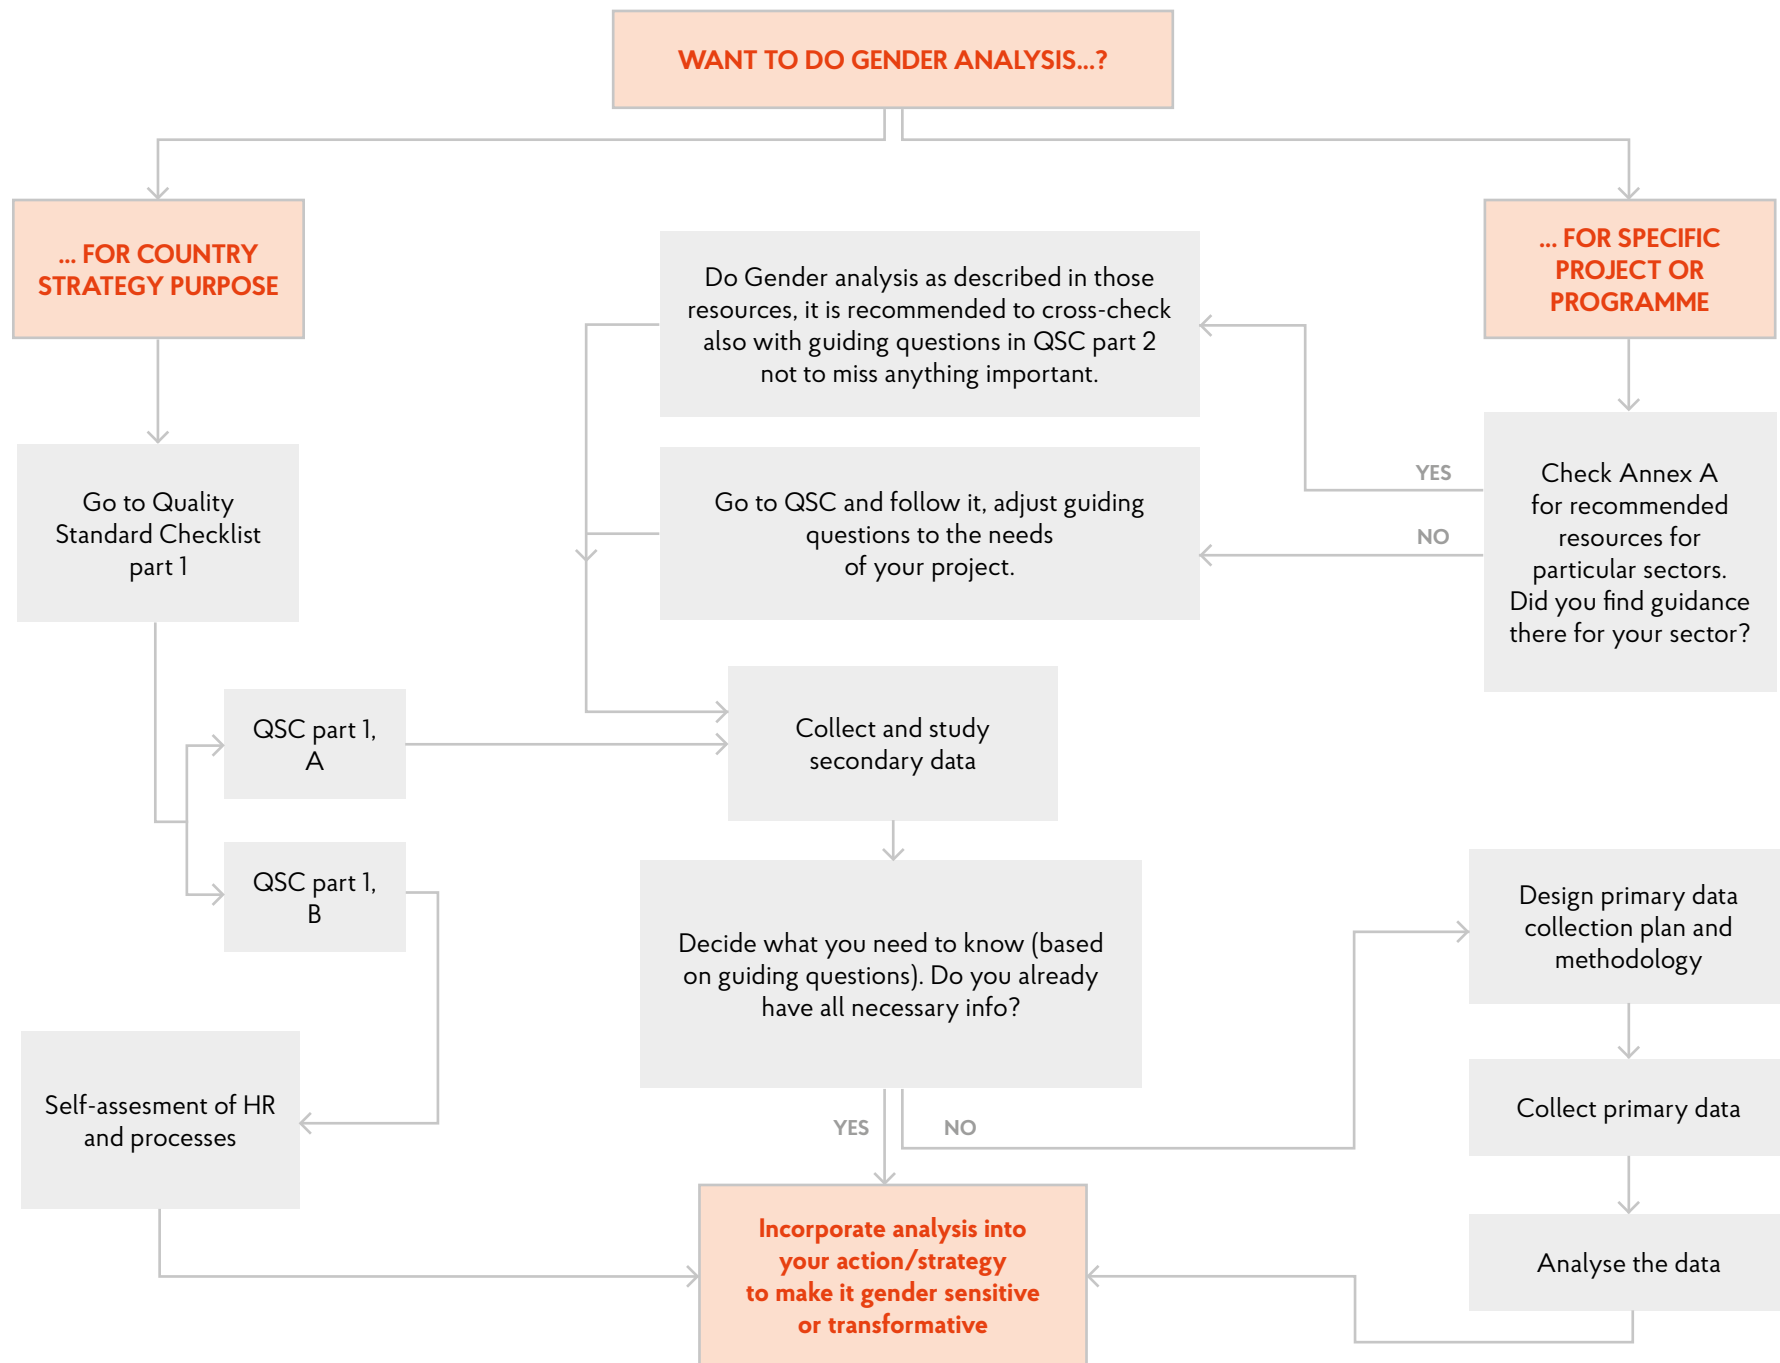 WANT TO DO GENDER ANALYSIS...?
... FOR COUNTRY
STRATEGY PURPOSE
... FOR SPECIFIC
PROJECT OR
PROGRAMME
Do Gender analysis as described in those
resources, it is recommended to cross-check
also with guiding questions in QSC part 2
not to miss anything important.
Go to Quality
Standard Checklist
part 1
Go to QSC and follow it, adjust guiding
questions to the needs
of your project.
YES
NO
Check Annex A
for recommended
resources for
particular sectors.
Did you find guidance
there for your sector?
QSC part 1,
A
Collect and study
secondary data
QSC part 1,
B
Decide what you need to know (based
on guiding questions). Do you already
have all necessary info?
Design primary data
collection plan and
methodology
Self-assesment of HR
and processes
YES
NO
Collect primary data
Incorporate analysis into
your action/strategy
to make it gender sensitive
or transformative
Analyse the data